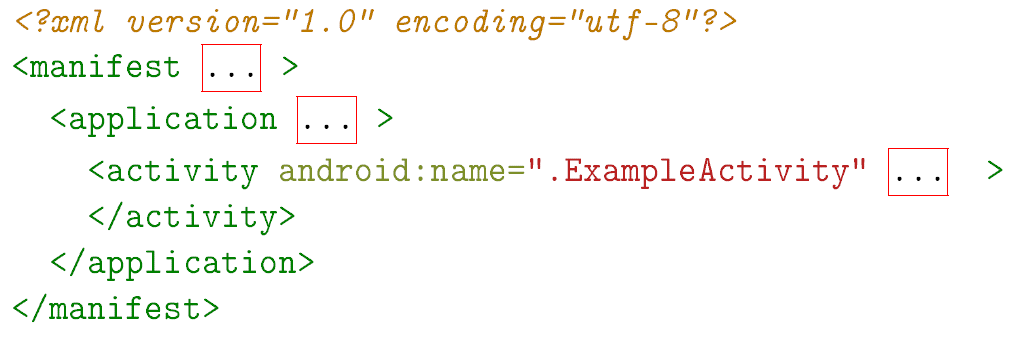 <?xml version="1.0" encoding="utf-8"?>
<manifest ... >
<application ... >
<activity android:name=".ExampleActivity" ... >
</activity>
</application>
</manifest>